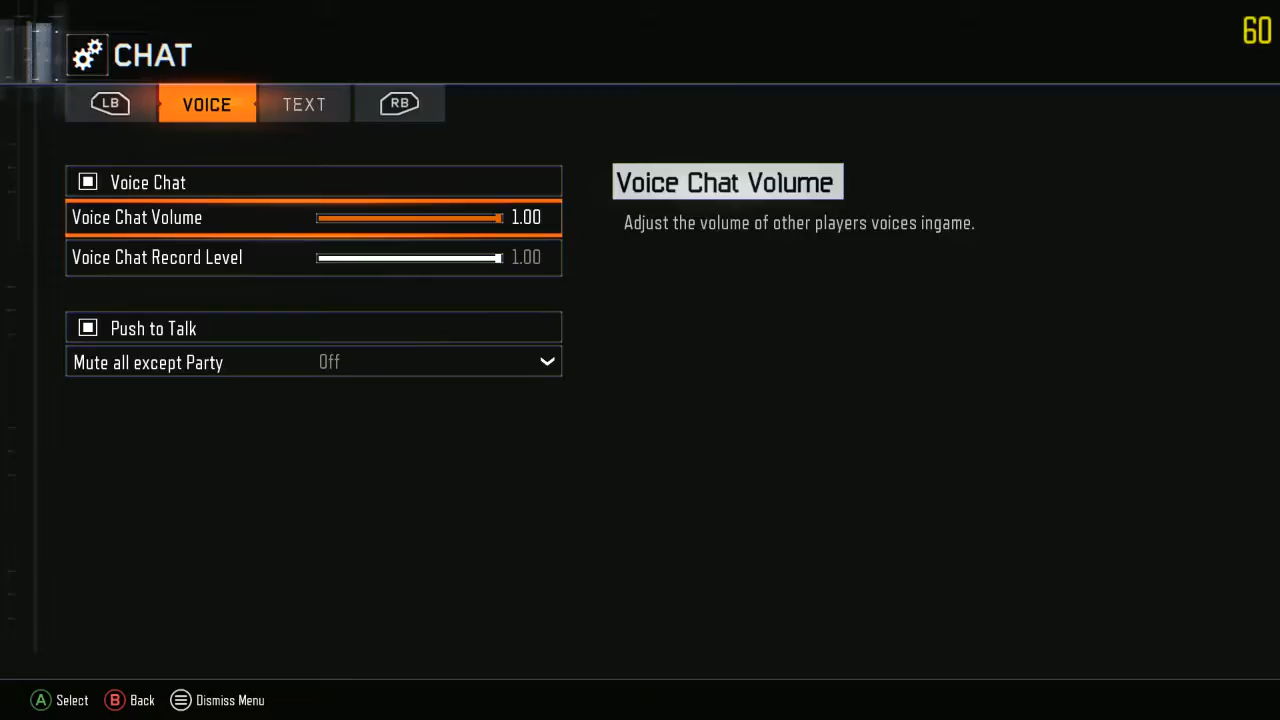 60
CHAT
LB VOICE TEXT RB
Voice Chat
Voice Chat Volume 1.00
Voice Chat Record Level 1.00
Push to Talk
Mute all except Party Off
Voice Chat Volume
Adjust the volume of other players voices ingame.
A Select B Back Dismiss Menu